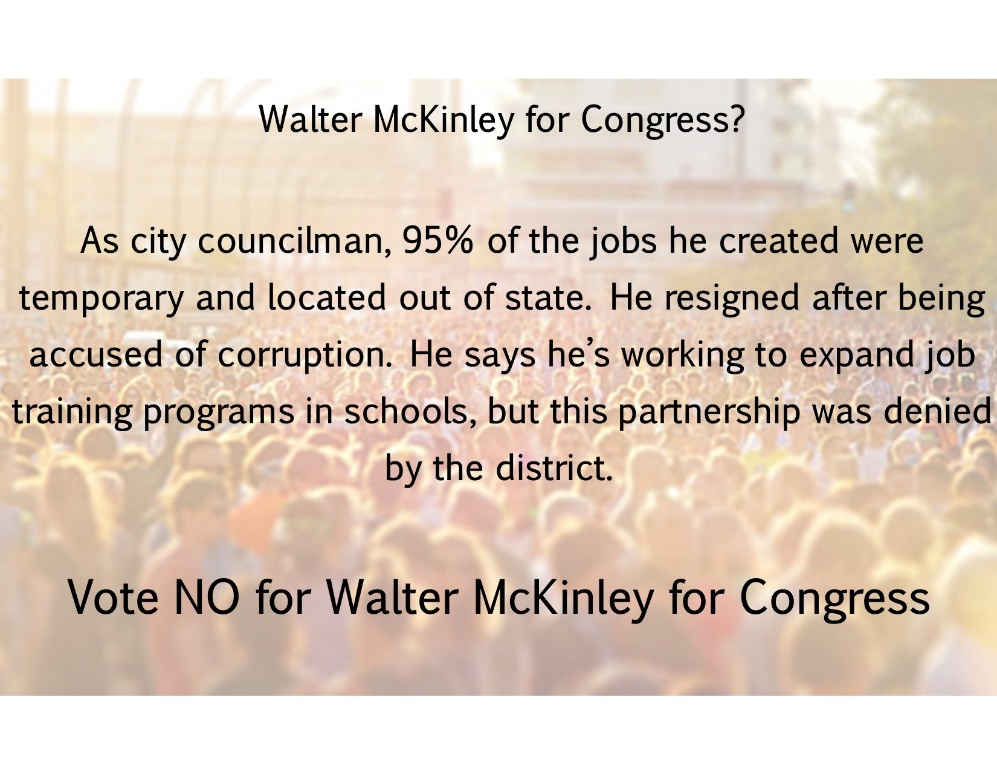 Walter McKinley for Congress?
As city councilman, 95% of the jobs he created were
temporary and located out of state. He resigned after being
accused of corruption. He says he’s working to expand job
training programs in schools, but this partnership was denied
by the district.
Vote NO for Walter McKinley for Congress